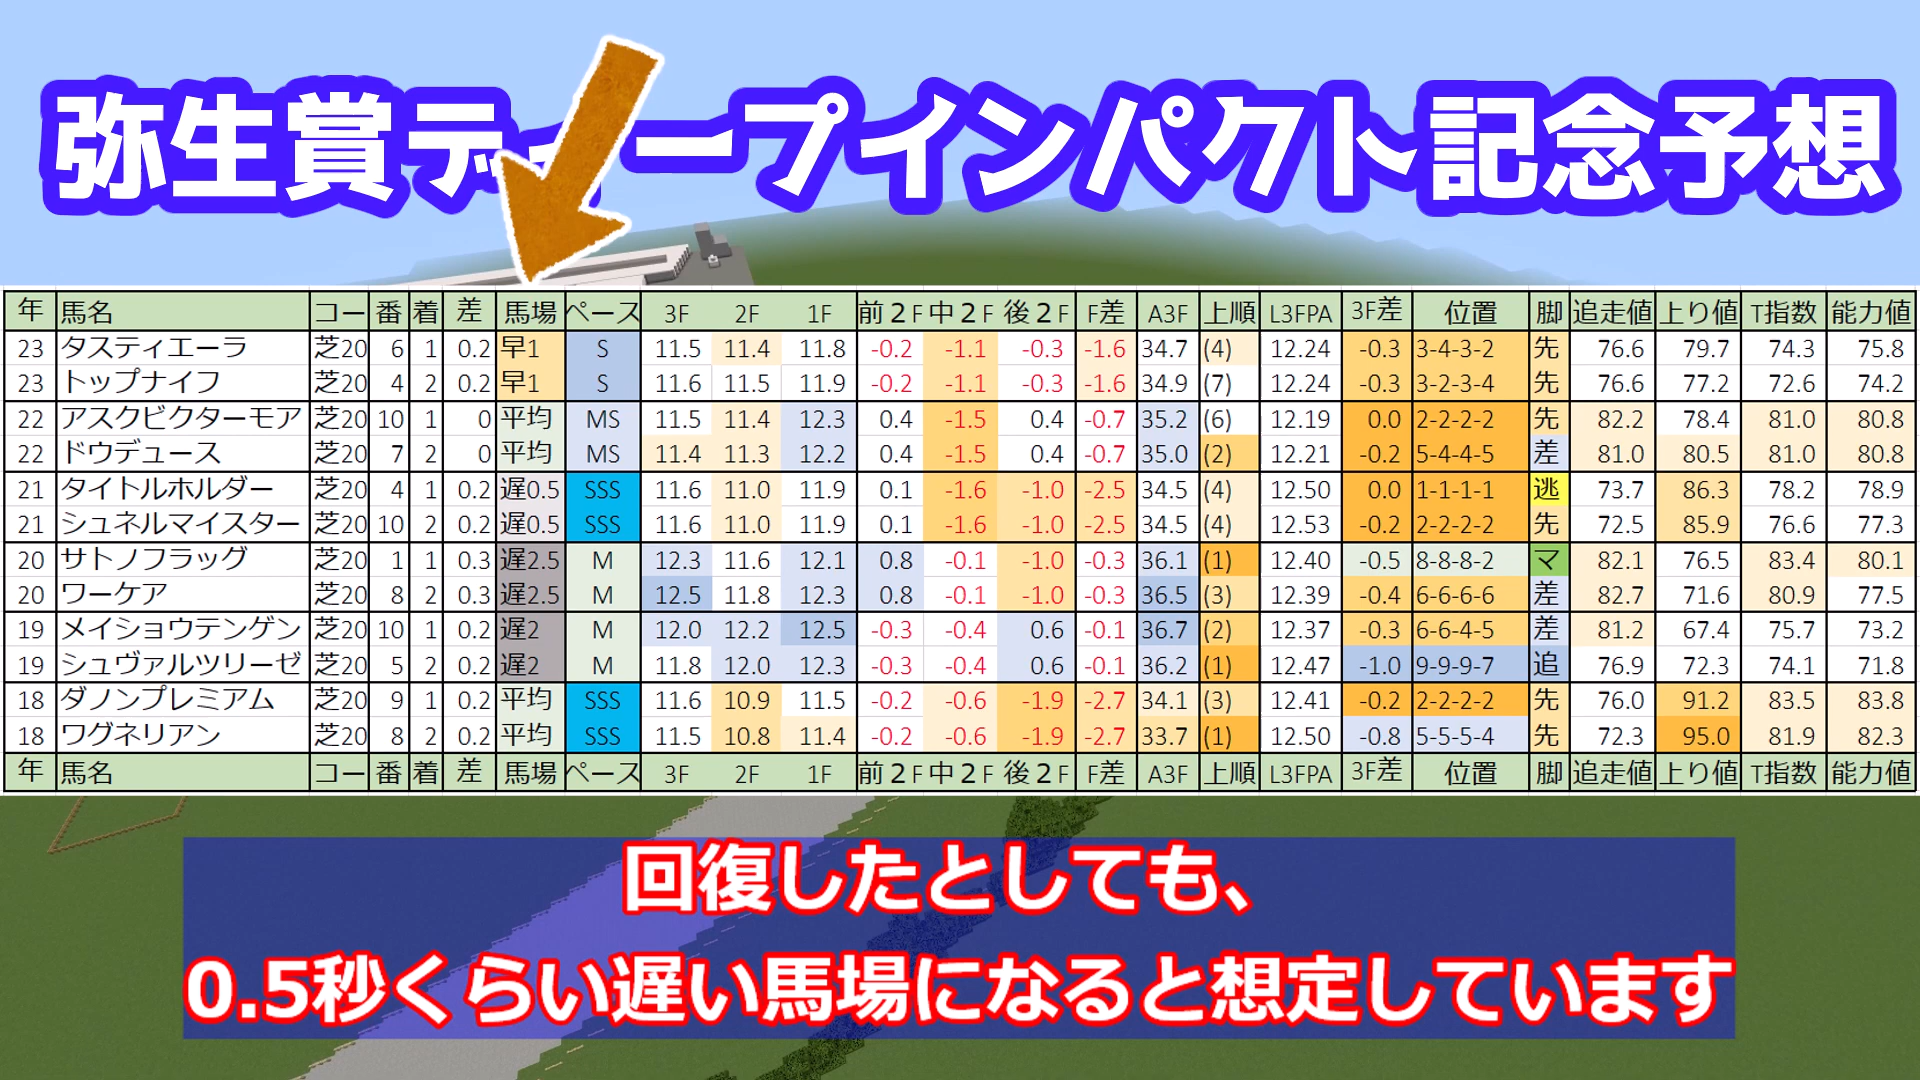 弥生賞ディープインパクト記念予想
年 馬名 コー 番 着 差 馬場 ペース 3F 2F 1F 前2F 中2F 後2F F差 A3F 上順 L3FPA 3F差 位置 脚 追走値 上り値 T指数 能力値
23 タスティエーラ 芝20 6 1 0.2 早1 S 11.5 11.4 11.8 -0.2 -1.1 -0.3 -1.6 34.7 (4) 12.24 -0.3 3-4-3-2 先 76.6 79.7 74.3 75.8
23 トップナイフ 芝20 4 2 0.2 早1 S 11.6 11.5 11.9 -0.2 -1.1 -0.3 -1.6 34.9 (7) 12.24 -0.3 3-2-3-4 先 76.6 77.2 72.6 74.2
22 アスクビクターモア 芝20 10 1 0 平均 MS 11.5 11.4 12.3 0.4 -1.5 0.4 -0.7 35.2 (6) 12.19 0.0 2-2-2-2 先 82.2 78.4 81.0 80.8
22 ドウデュース 芝20 7 2 0 平均 MS 11.4 11.3 12.2 0.4 -1.5 0.4 -0.7 35.0 (2) 12.21 -0.2 5-4-4-5 差 81.0 80.5 81.0 80.8
21 タイトルホルダー 芝20 4 1 0.2 遅0.5 SSS 11.6 11.0 11.9 0.1 -1.6 -1.0 -2.5 34.5 (4) 12.50 0.0 1-1-1-1 逃 73.7 86.3 78.2 78.9
21 シュネルマイスター 芝20 10 2 0.2 遅0.5 SSS 11.6 11.0 11.9 0.1 -1.6 -1.0 -2.5 34.5 (4) 12.53 -0.2 2-2-2-2 先 72.5 85.9 76.6 77.3
20 サトノフラッグ 芝20 1 1 0.3 遅2.5 M 12.3 11.6 12.1 0.8 -0.1 -1.0 -0.3 36.1 (1) 12.40 -0.5 8-8-8-2 マ 82.1 76.5 83.4 80.1
20 ワーケア 芝20 8 2 0.3 遅2.5 M 12.5 11.8 12.3 0.8 -0.1 -1.0 -0.3 36.5 (3) 12.39 -0.4 6-6-6-6 差 82.7 71.6 80.9 77.5
19 メイショウテンゲン 芝20 10 1 0.2 遅2 M 12.0 12.2 12.5 -0.3 -0.4 0.6 -0.1 36.7 (2) 12.37 -0.3 6-6-4-5 差 81.2 67.4 75.7 73.2
19 シュヴァルツリーゼ 芝20 5 2 0.2 遅2 M 11.8 12.0 12.3 -0.3 -0.4 0.6 -0.1 36.2 (1) 12.47 -1.0 9-9-9-7 追 76.9 72.3 74.1 71.8
18 ダノンプレミアム 芝20 9 1 0.2 平均 SSS 11.6 10.9 11.5 -0.2 -0.6 -1.9 -2.7 34.1 (3) 12.41 -0.2 2-2-2-2 先 76.0 91.2 83.5 83.8
18 ワグネリアン 芝20 8 2 0.2 平均 SSS 11.5 10.8 11.4 -0.2 -0.6 -1.9 -2.7 33.7 (1) 12.50 -0.8 5-5-5-4 先 72.3 95.0 81.9 82.3
年 馬名 コー 番 着 差 馬場 ペース 3F 2F 1F 前2F 中2F 後2F F差 A3F 上順 L3FPA 3F差 位置 脚 追走値 上り値 T指数 能力値
回復したとしても、
0.5秒くらい遅い馬場になると想定しています